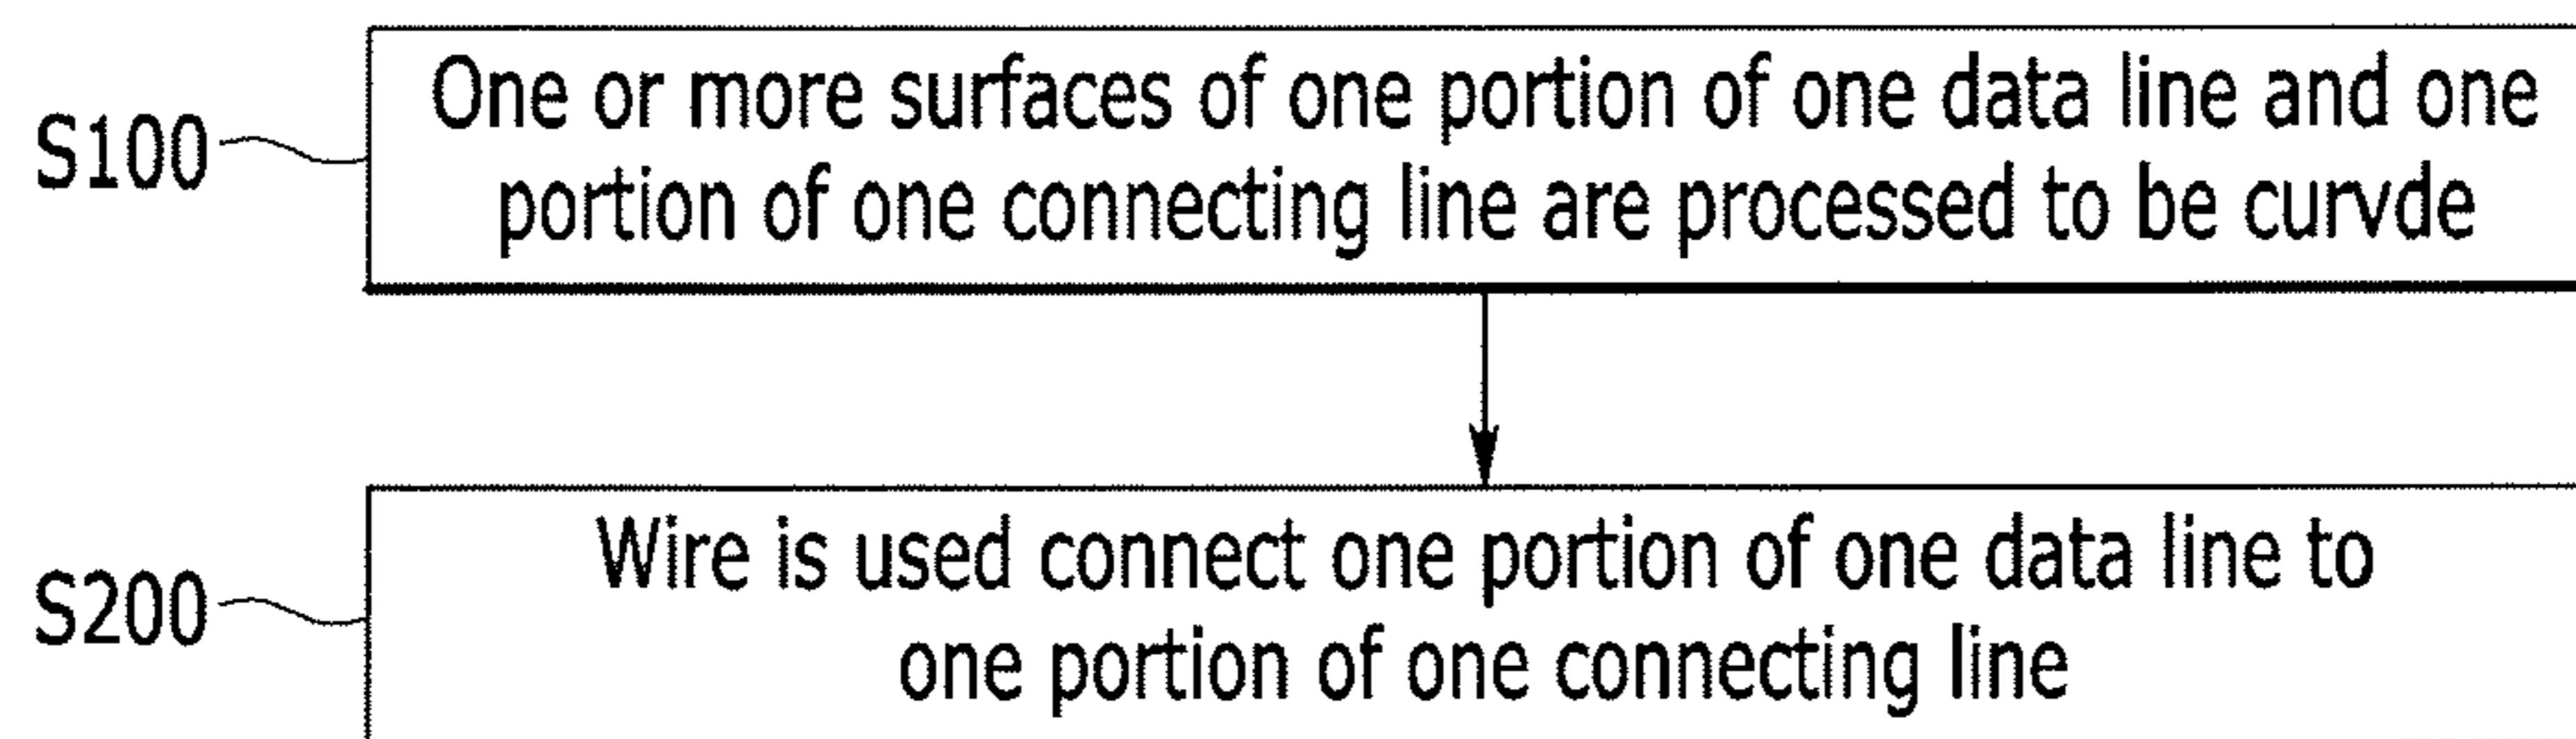 S100
One or more surfaces of one portion of one data line and one
portion of one connecting line are processed to be curvde
S200
Wire is used connect one portion of one data line to
one portion of one connecting line